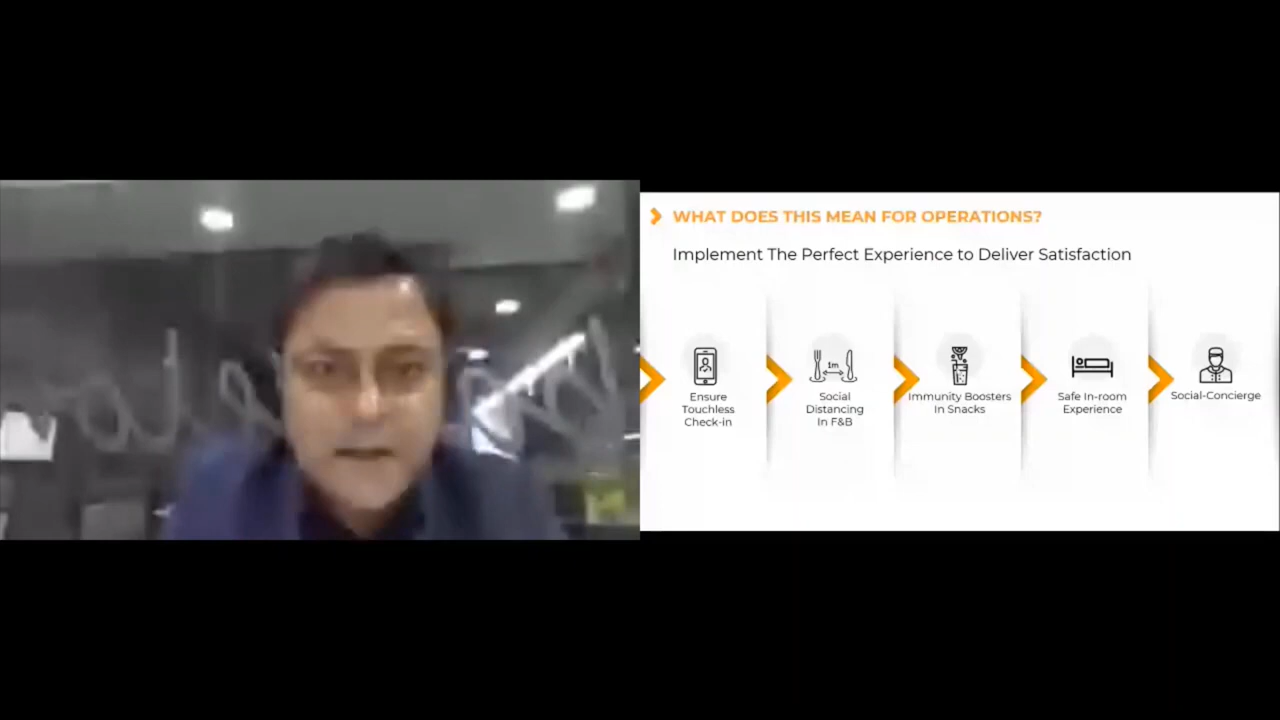 WHAT DOES THIS MEAN FOR OPERATIONS?
Implement The Perfect Experience to Deliver Satisfaction
1m
Ensure
Touchless
Check-in
Social
Distancing
In F&B
Immunity Boosters
In Snacks
Safe In-room
Experience
Social-Concierge